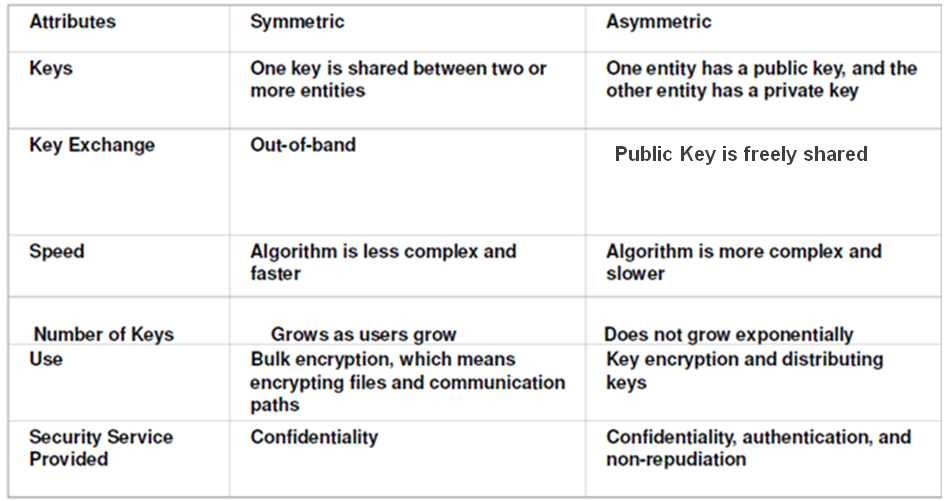 Attributes Symmetric Asymmetric
Keys One key is shared between two or One entity has a public key, and the
more entities other entity has a private key
Key Exchange Out-of-band Public Key is freely shared
Speed Algorithm is less complex and Algorithm is more complex and
faster slower
Number of Keys Grows as users grow Does not grow exponentially
Use Bulk encryption, which means Key encryption and distributing
encrypting files and communication keys
paths
Security Service Confidentiality Confidentiality, authentication, and
Provided non-repudiation